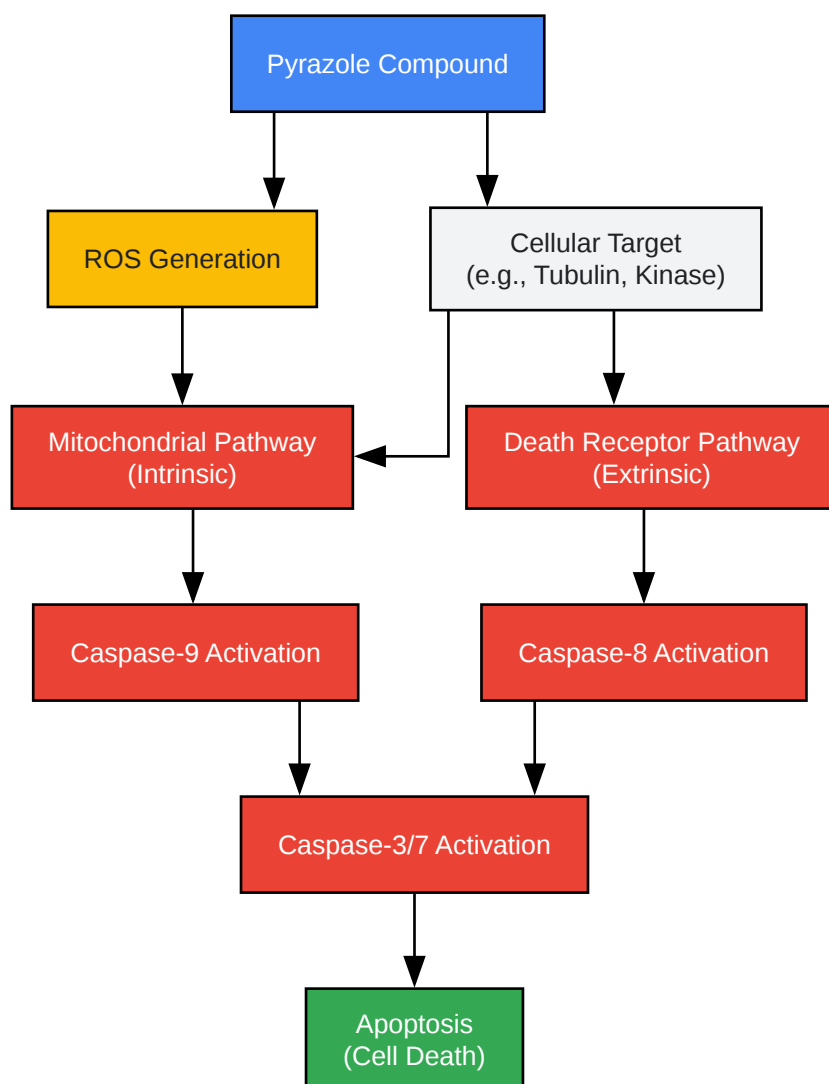 Pyrazole Compound
ROS Generation
Cellular Target
(e.g., Tubulin, Kinase)
Mitochondrial Pathway
(Intrinsic)
Death Receptor Pathway
(Extrinsic)
Caspase-9 Activation
Caspase-8 Activation
Caspase-3/7 Activation
Apoptosis
(Cell Death)